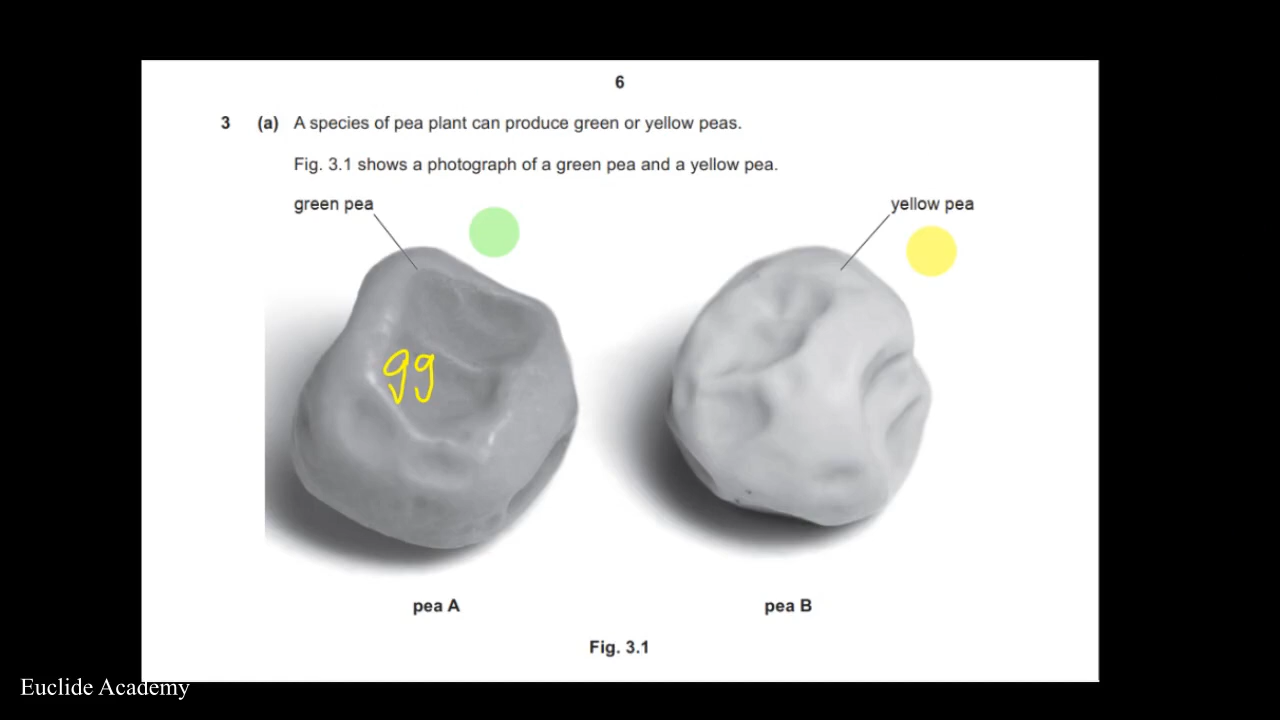 6
3 (a) A species of pea plant can produce green or yellow peas.
Fig. 3.1 shows a photograph of a green pea and a yellow pea.
green pea
yellow pea
gg
pea A
pea B
Fig. 3.1
Euclide Academy